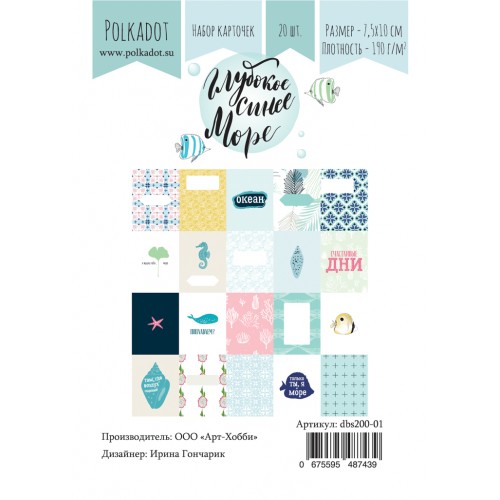 Polkadot
www.polkadot.su
Набор карточек
20 шт.
Размер - 7,5х10 см
Плотность - 190 г/м²
Глубокое
синее
Море
океан
счастливые
ДНИ
только
ты, я
и
море
Артикул: dbs200-01
Производитель: ООО «Арт-Хобби»
Дизайнер: Ирина Гончарик
0 675595 487439